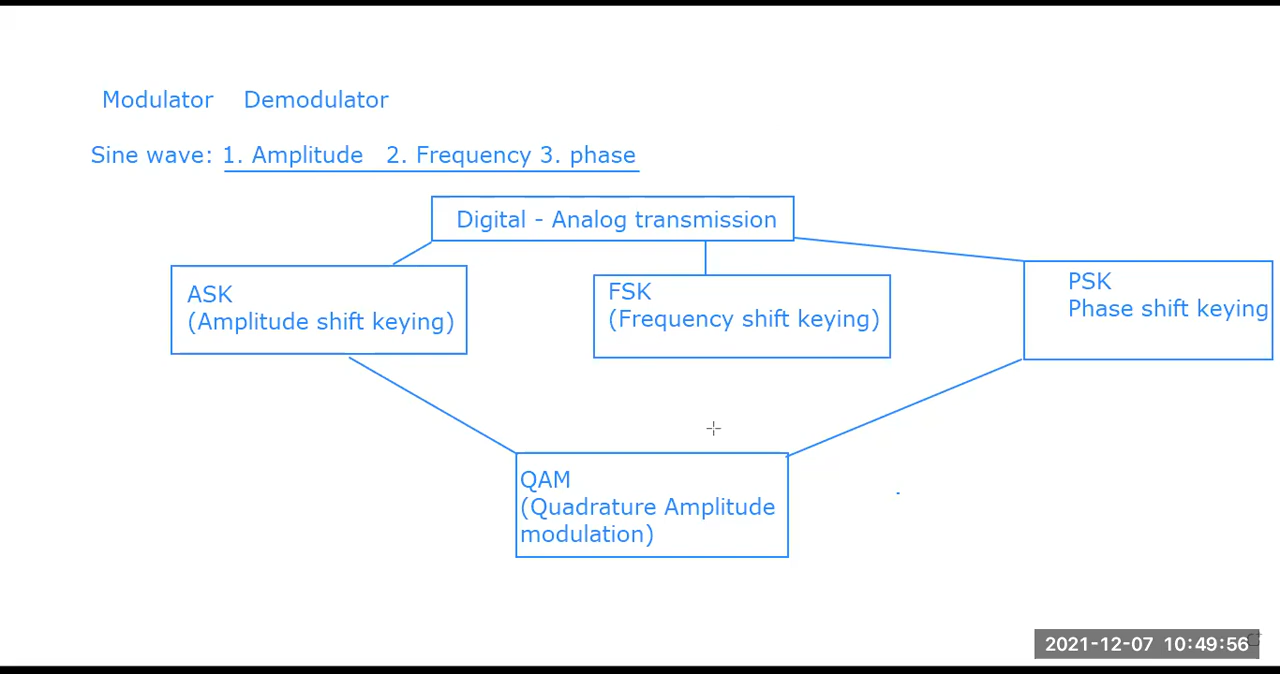 Modulator Demodulator
Sine wave: 1. Amplitude 2. Frequency 3. phase
Digital - Analog transmission
ASK
(Amplitude shift keying)
FSK
(Frequency shift keying)
PSK
Phase shift keying
QAM
(Quadrature Amplitude
modulation)
2021-12-07 10:49:56